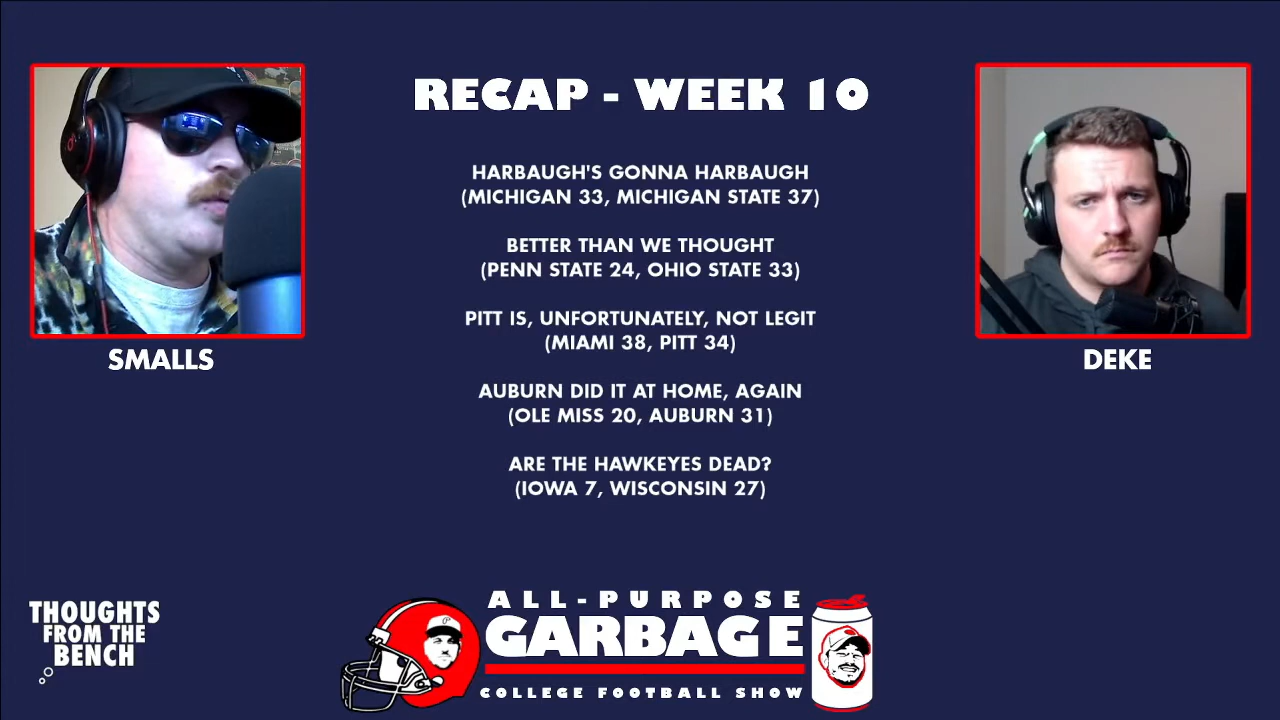 RECAP - WEEK 10
HARBAUGH'S GONNA HARBAUGH
(MICHIGAN 33, MICHIGAN STATE 37)
BETTER THAN WE THOUGHT
(PENN STATE 24, OHIO STATE 33)
PITT IS, UNFORTUNATELY, NOT LEGIT
(MIAMI 38, PITT 34)
AUBURN DID IT AT HOME, AGAIN
(OLE MISS 20, AUBURN 31)
ARE THE HAWKEYES DEAD?
(IOWA 7, WISCONSIN 27)
SMALLS
DEKE
THOUGHTS
FROM THE
BENCH
ALL-PURPOSE
GARBAGE
COLLEGE FOOTBALL SHOW